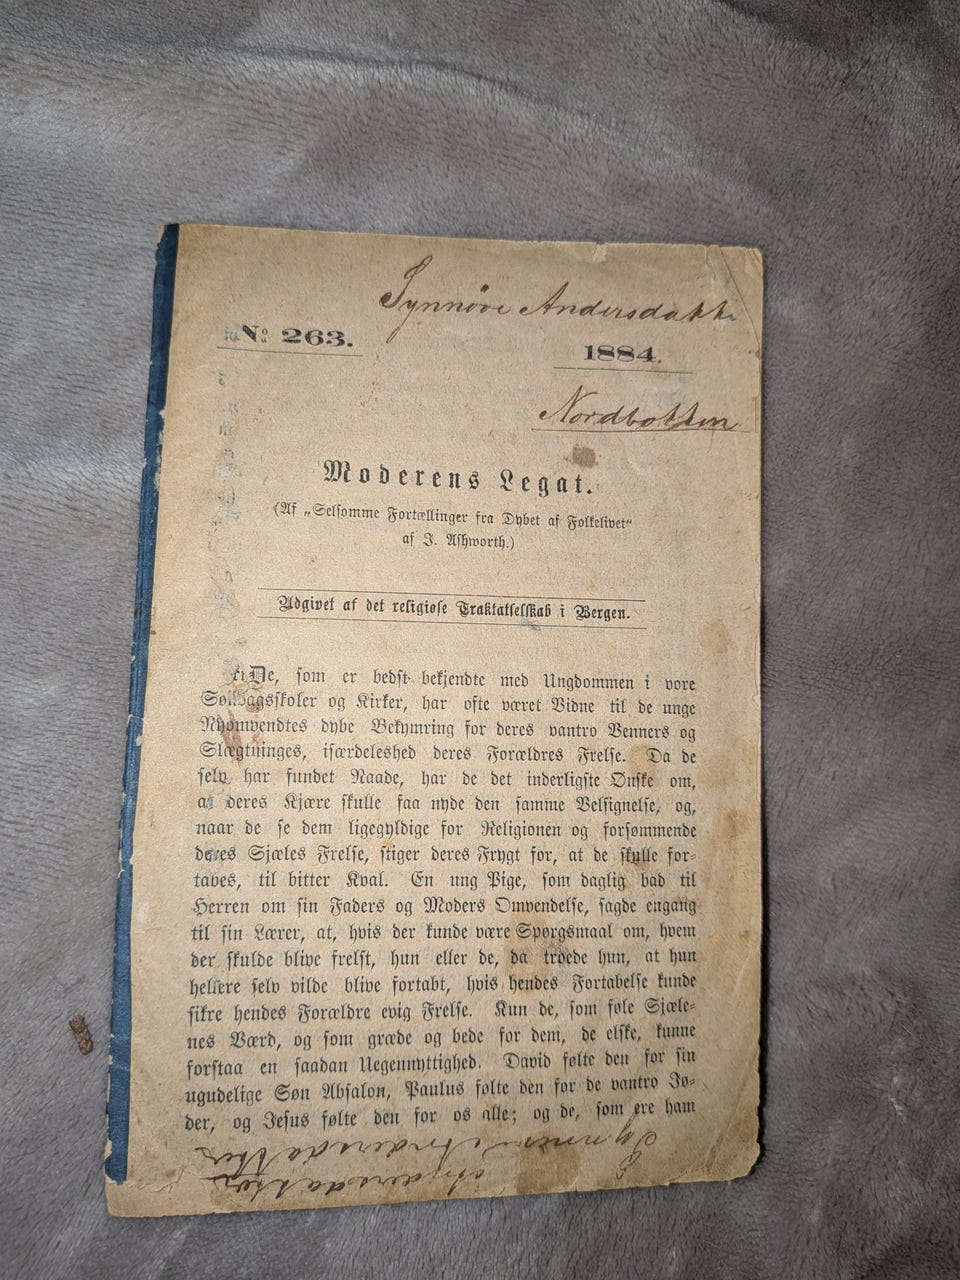 Synnöve Andersdakke
No 263.
1884.
Nordbakken
Moderens Legat.
(Af „Selsomme Fortællinger fra Dybet af Folkelivet“
af J. Ashworth.)
Udgivet af det religiøse Traktatselskab i Bergen.
De, som er bedst bekjendte med Ungdommen i vore
Søndagsskoler og Kirker, har ofte været Vidne til de unge
Nyomvendtes dybe Bekymring for deres vantro Venners og
Slægtninges, isærdeleshed deres Forældres Frelse. Da de
selv har fundet Naade, har de det inderligste Ønske om,
at deres Kjære skulle faa nyde den samme Velsignelse, og,
naar de se dem ligegyldige for Religionen og forsømmende
deres Sjæles Frelse, stiger deres Frygt for, at de skulle for-
tabes, til bitter Kval. En ung Pige, som daglig bad til
Herren om sin Faders og Moders Omvendelse, sagde engang
til sin Lærer, at, hvis der kunde være Spørgsmaal om, hvem
der skulde blive frelst, hun eller de, da troede hun, at hun
hellere selv vilde blive fortabt, hvis hendes Fortabelse kunde
sikre hendes Forældre evig Frelse. Kun de, som føle Sjæle-
nes Værd, og som græde og bede for dem, de elske, kunne
forstaa en saadan Uegennyttighed. David følte den for sin
ugudelige Søn Absalon, Paulus følte den for de vantro Jø-
der, og Jesus følte den for os alle; og de, som ere ham